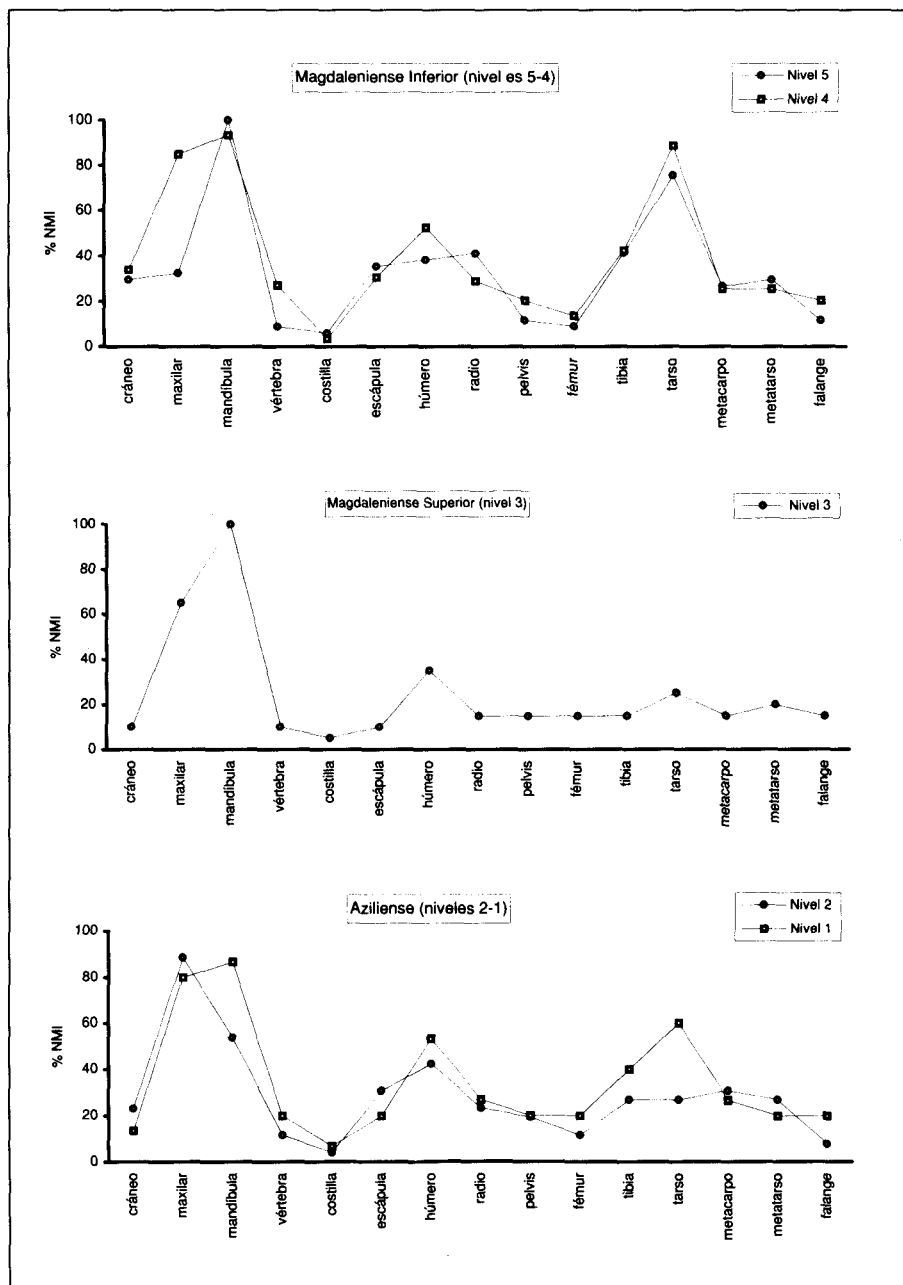 Magdaleniense Inferior (nivel es 5-4)
Nivel 5
Nivel 4
100
80
60
40
20
0
% NMI
cráneo
maxilar
mandíbula
vértebra
costilla
escápula
húmero
radio
pelvis
fémur
tibia
tarso
metacarpo
metatarso
falange
Magdaleniense Superior (nivel 3)
Nivel 3
100
80
60
40
20
0
% NMI
cráneo
maxilar
mandíbula
vértebra
costilla
escápula
húmero
radio
pelvis
fémur
tibia
tarso
metacarpo
metatarso
falange
Aziliense (niveles 2-1)
Nivel 2
Nivel 1
100
80
60
40
20
0
% NMI
cráneo
maxilar
mandíbula
vértebra
costilla
escápula
húmero
radio
pelvis
fémur
tibia
tarso
metacarpo
metatarso
falange